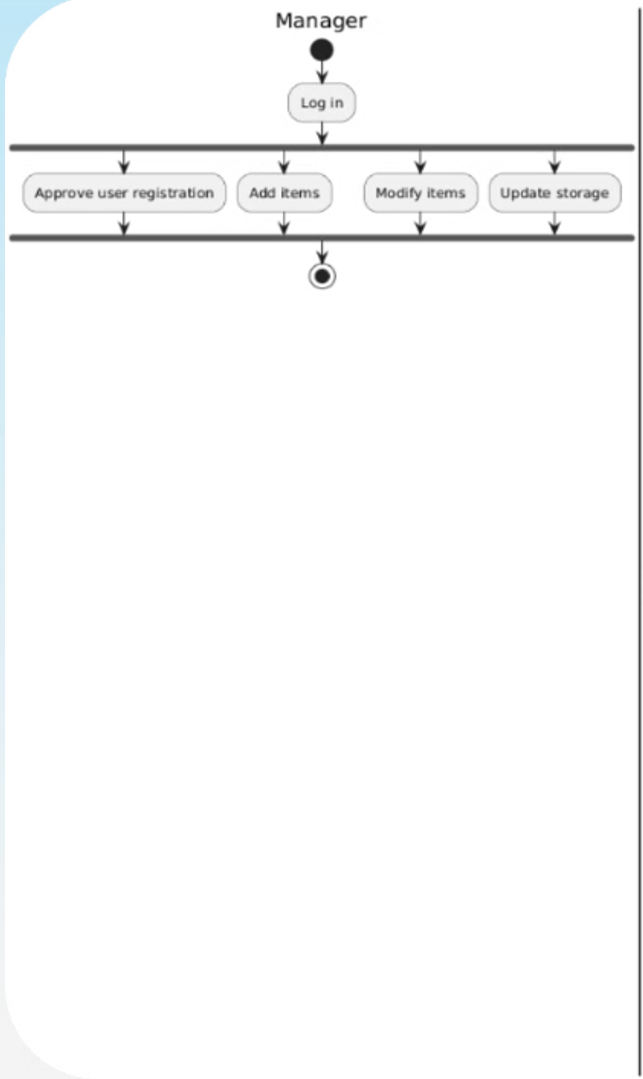 Manager
Log in
Approve user registration
Add items
Modify items
Update storage